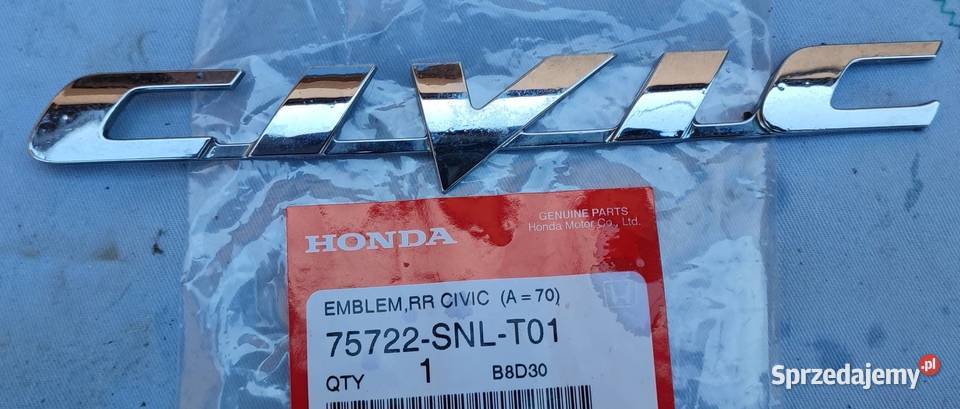 CIVIC
GENUINE PARTS
HONDA Honda Motor Co., Ltd.
EMBLEM,RR CIVIC (A=70)
75722-SNL-T01
QTY 1 B8D30
Sprzedajemy.pl